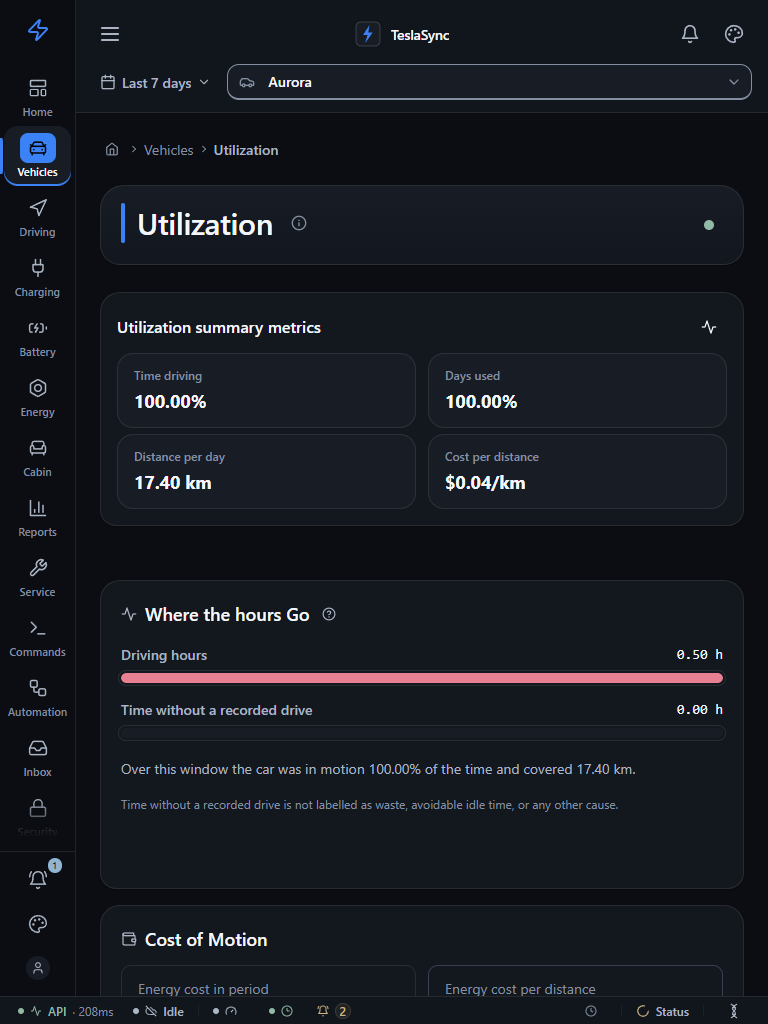 TeslaSync
Last 7 days
Aurora
Home
Vehicles
Driving
Charging
Battery
Energy
Cabin
Reports
Service
Commands
Automation
Inbox
Security
1
Vehicles
Utilization
Utilization
Utilization summary metrics
Time driving
100.00%
Days used
100.00%
Distance per day
17.40 km
Cost per distance
$0.04/km
Where the hours Go
Driving hours
0.50 h
Time without a recorded drive
0.00 h
Over this window the car was in motion 100.00% of the time and covered 17.40 km.
Time without a recorded drive is not labelled as waste, avoidable idle time, or any other cause.
Cost of Motion
Energy cost in period
Energy cost per distance
API · 208ms
Idle
2
Status